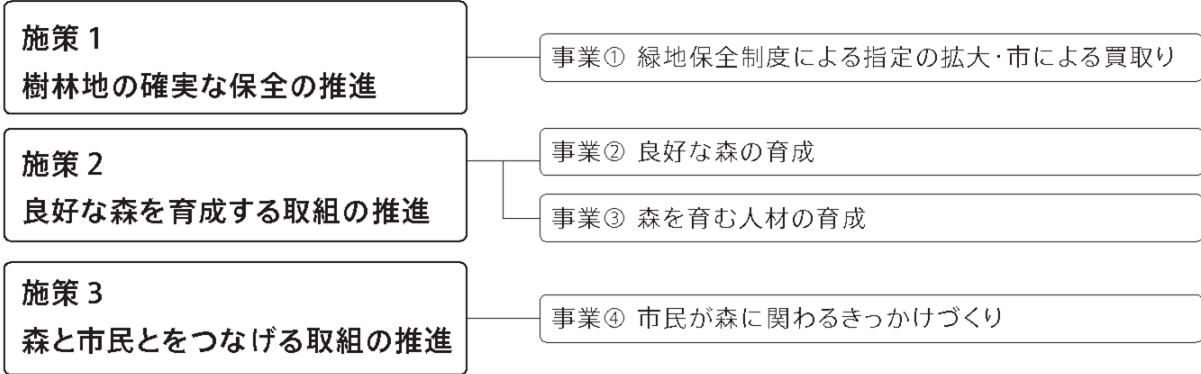 施策 1
樹林地の確実な保全の推進
事業① 緑地保全制度による指定の拡大・市による買取り
施策 2
良好な森を育成する取組の推進
事業② 良好な森の育成
事業③ 森を育む人材の育成
施策 3
森と市民とをつなげる取組の推進
事業④ 市民が森に関わるきっかけづくり